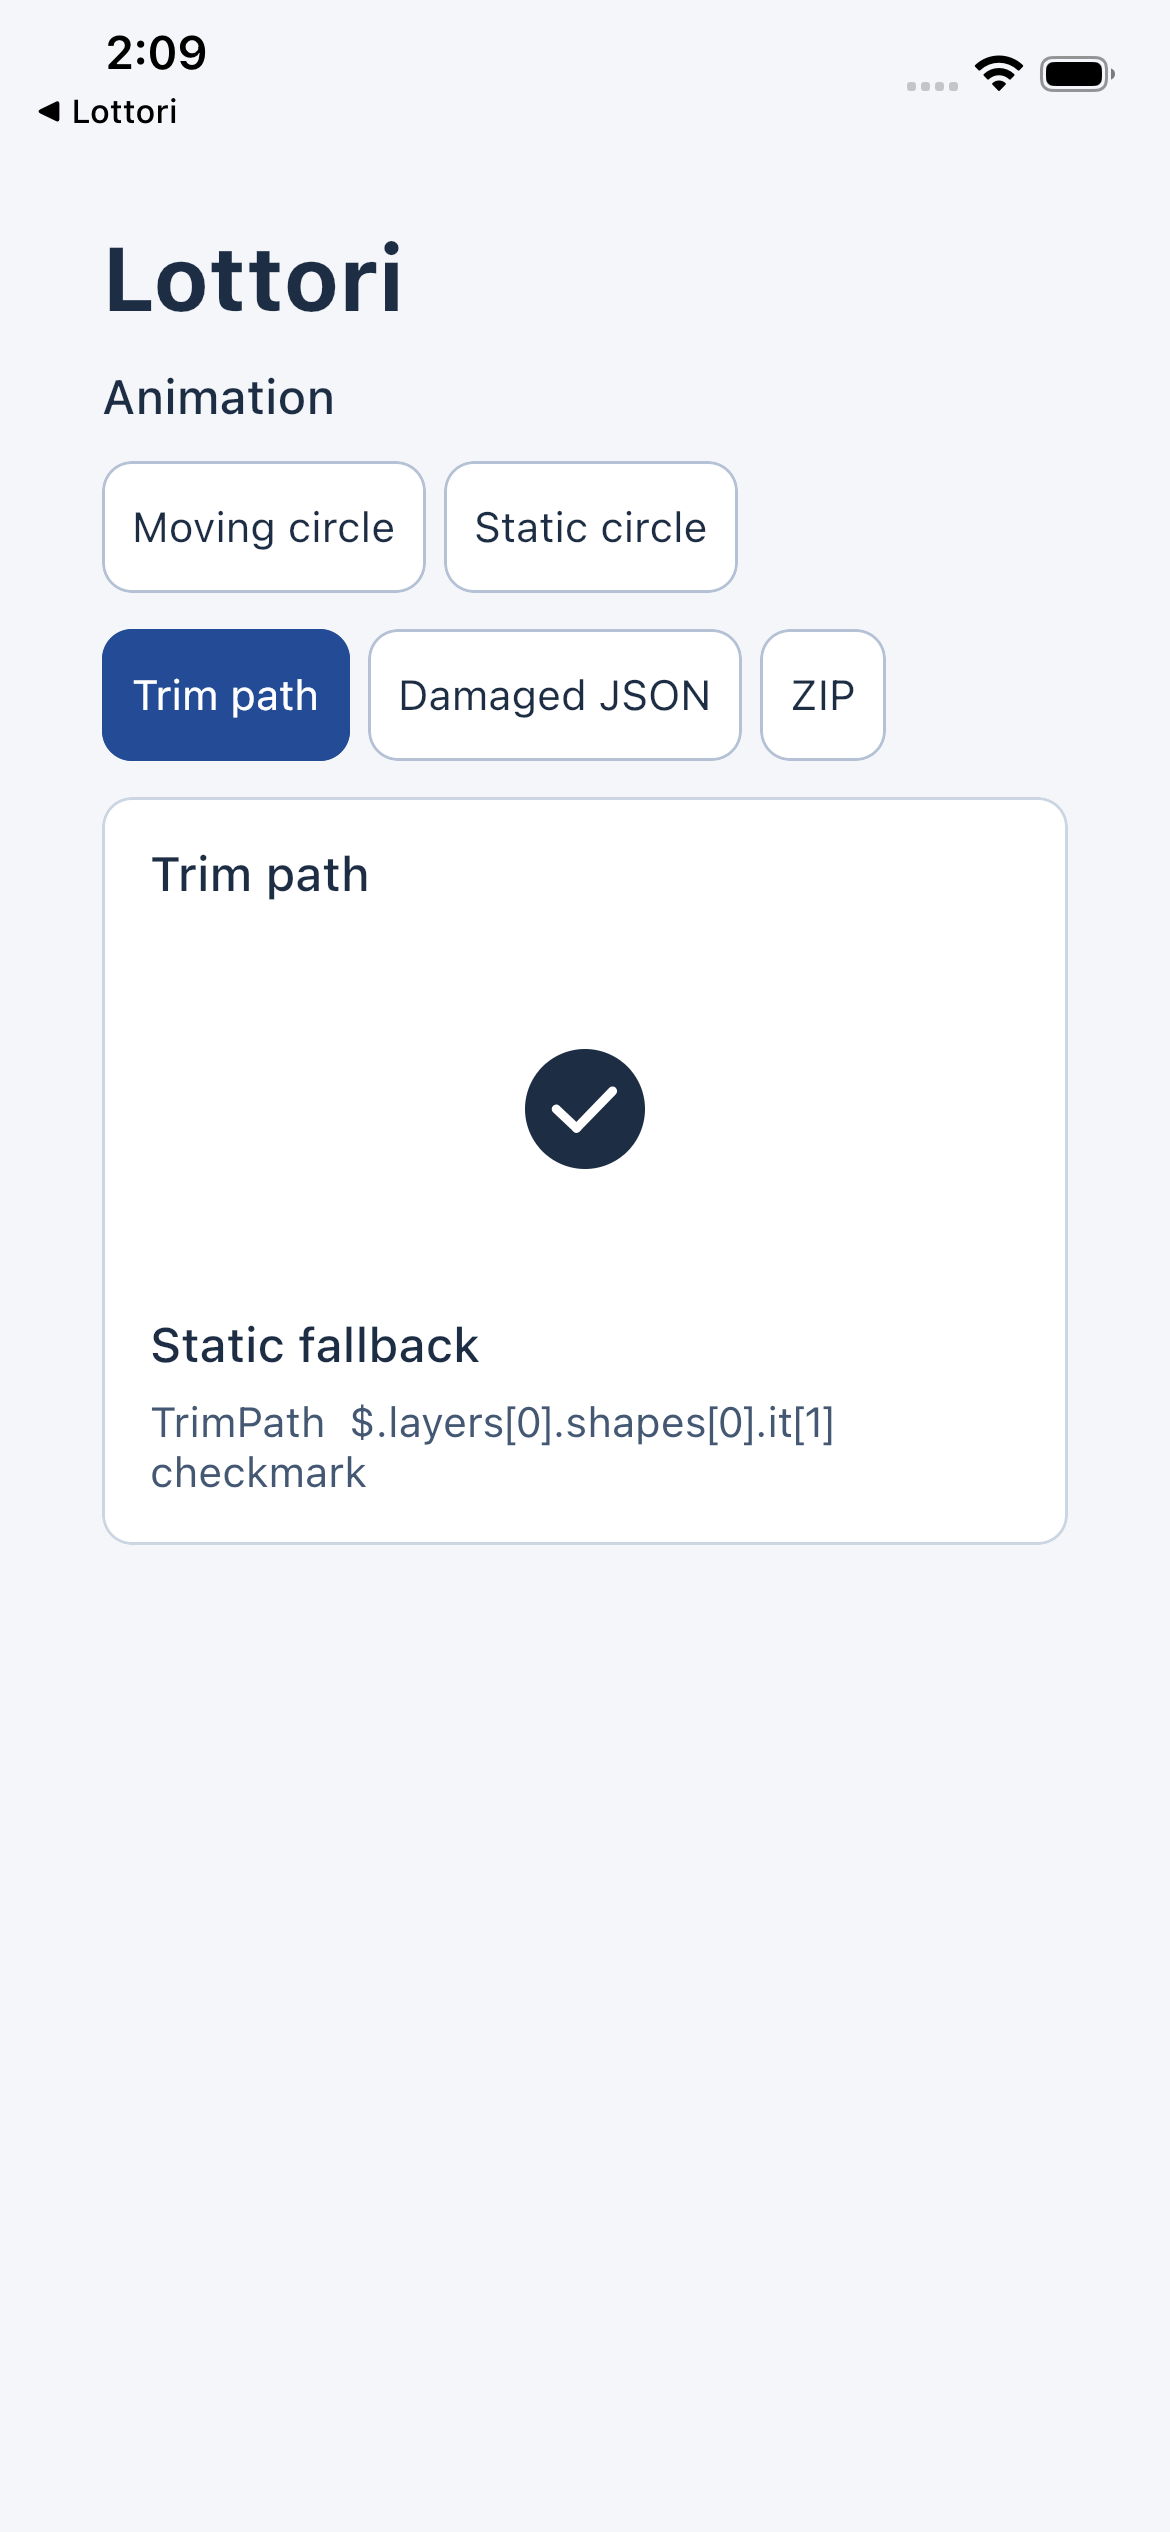 2:09
Lottori
Lottori
Animation
Moving circle
Static circle
Trim path
Damaged JSON
ZIP
Trim path
Static fallback
TrimPath $.layers[0].shapes[0].it[1]
checkmark